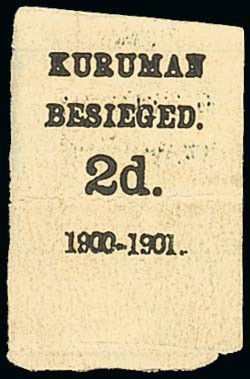 KURUMAN
BESIEGED.
2d.
1900-1901.